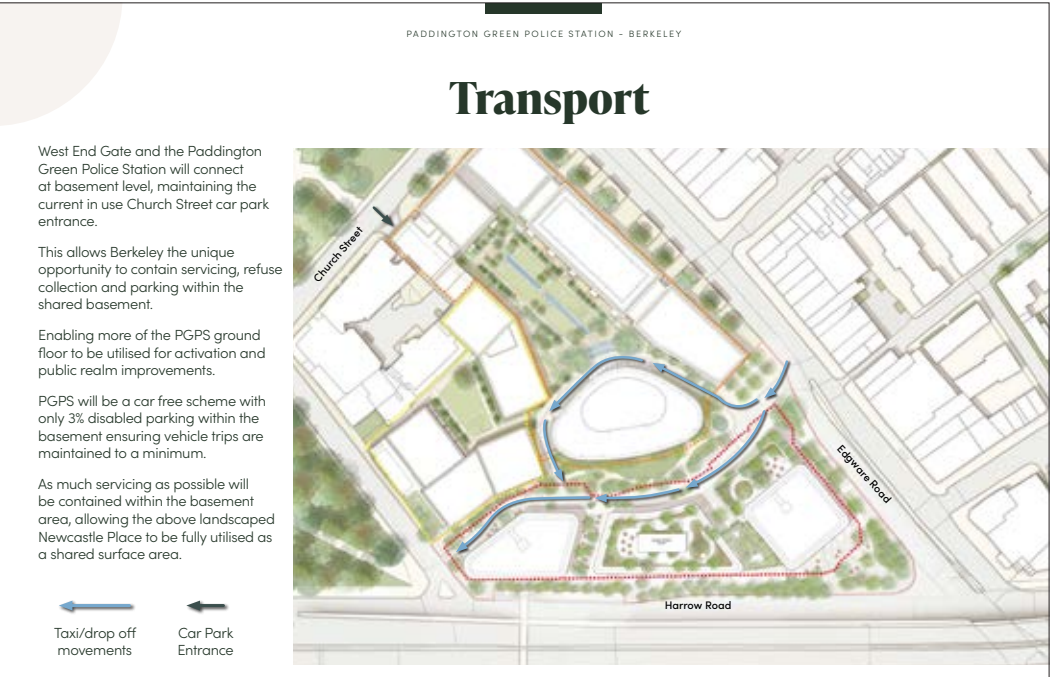 PADDINGTON GREEN POLICE STATION – BERKELEY
Transport
West End Gate and the Paddington
Green Police Station will connect
at basement level, maintaining the
current in use Church Street car park
entrance.
This allows Berkeley the unique
opportunity to contain servicing, refuse
collection and parking within the
shared basement.
Enabling more of the PGPS ground
floor to be utilised for activation and
public realm improvements.
PGPS will be a car free scheme with
only 3% disabled parking within the
basement ensuring vehicle trips are
maintained to a minimum.
As much servicing as possible will
be contained within the basement
area, allowing the above landscaped
Newcastle Place to be fully utilised as
a shared surface area.
Taxi/drop off
movements
Car Park
Entrance
Church Street
Edgware Road
Harrow Road